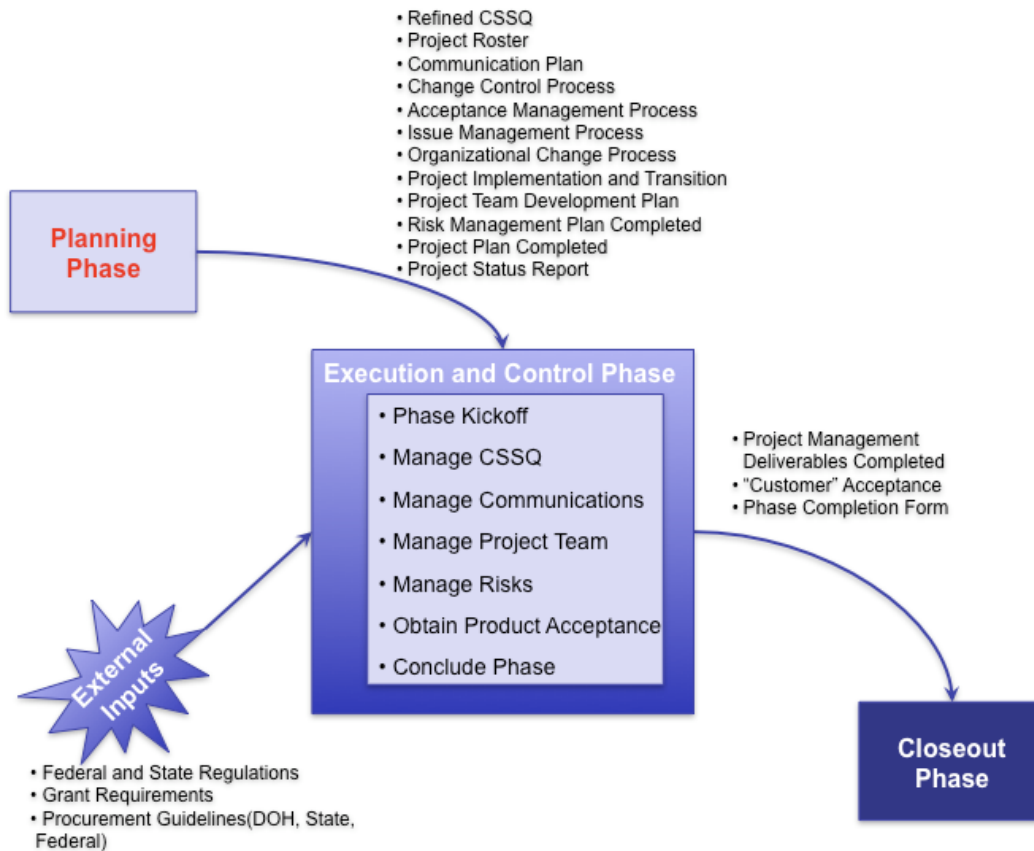 • Refined CSSQ
• Project Roster
• Communication Plan
• Change Control Process
• Acceptance Management Process
• Issue Management Process
• Organizational Change Process
• Project Implementation and Transition
• Project Team Development Plan
• Risk Management Plan Completed
• Project Plan Completed
• Project Status Report
Planning
Phase
Execution and Control Phase
• Phase Kickoff
• Manage CSSQ
• Manage Communications
• Manage Project Team
• Manage Risks
• Obtain Product Acceptance
• Conclude Phase
• Project Management
Deliverables Completed
• “Customer” Acceptance
• Phase Completion Form
External
Inputs
• Federal and State Regulations
• Grant Requirements
• Procurement Guidelines(DOH, State,
Federal)
Closeout
Phase